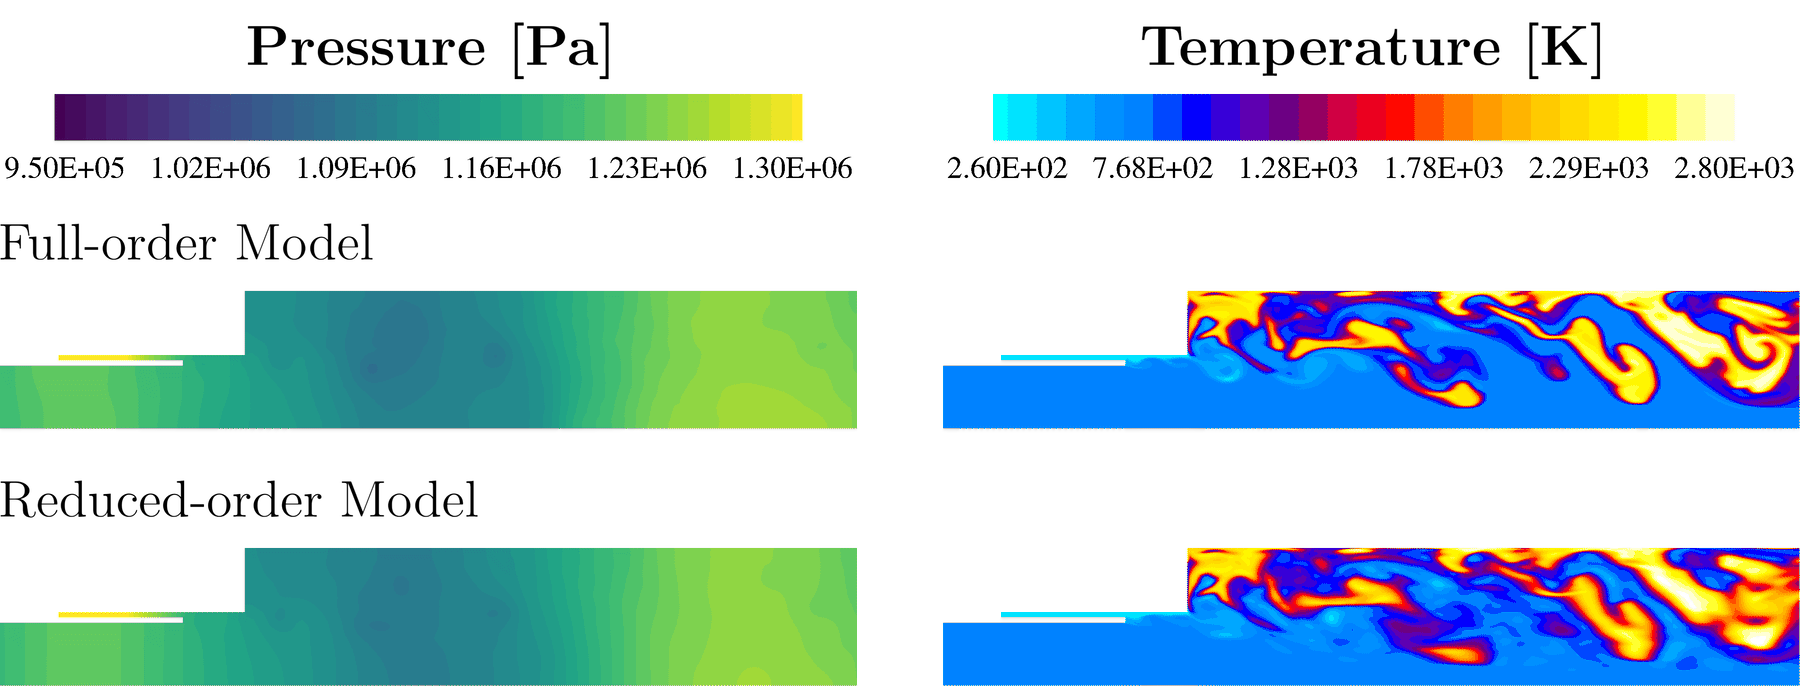 Pressure [Pa]
9.50E+05 1.02E+06 1.09E+06 1.16E+06 1.23E+06 1.30E+06
Temperature [K]
2.60E+02 7.68E+02 1.28E+03 1.78E+03 2.29E+03 2.80E+03
Full-order Model
Reduced-order Model